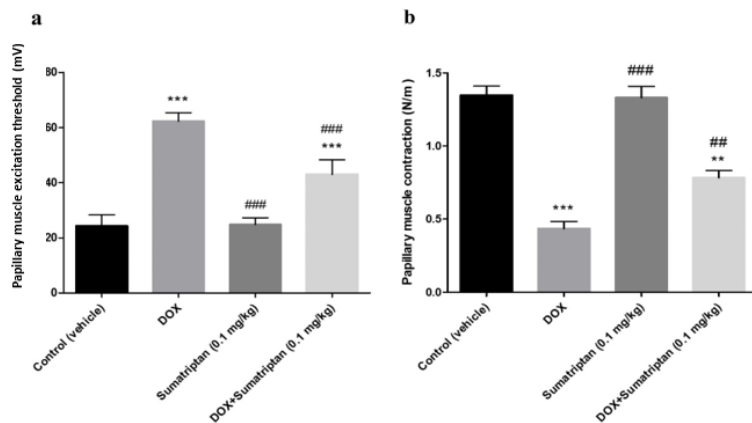 a
Papillary muscle excitation threshold (mV)
80
60
40
20
0
***
###
###
***
Control (vehicle)
DOX
Sumatriptan (0.1 mg/kg)
DOX+Sumatriptan (0.1 mg/kg)
b
Papillary muscle contraction (N/m)
1.5
1.0
0.5
0.0
***
###
##
**
Control (vehicle)
DOX
Sumatriptan (0.1 mg/kg)
DOX+Sumatriptan (0.1 mg/kg)